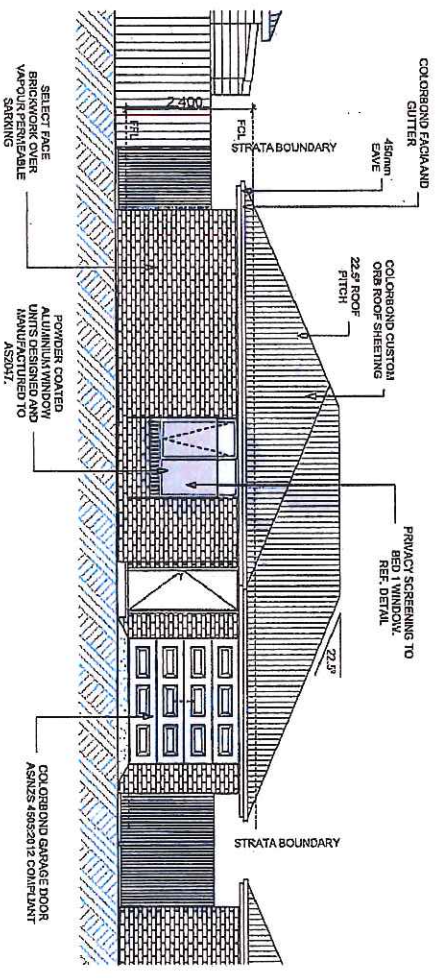 COLORBOND FACIA AND
GUTTER
450mm
EAVE
COLORBOND CUSTOM
ORB ROOF SHEETING
22.5° ROOF
PITCH
PRIVACY SCREENING TO
BED 1 WINDOW.
REF. DETAIL
22.5°
STRATA BOUNDARY
STRATA BOUNDARY
FCL
2,400
FFL
SELECT FACE
BRICKWORK OVER
VAPOUR PERMEABLE
SARKING
POWDER COATED
ALUMINIUM WINDOW
UNITS DESIGNED AND
MANUFACTURED TO
AS2047.
COLORBOND GARAGE DOOR
AS/NZS 4505:2012 COMPLIANT